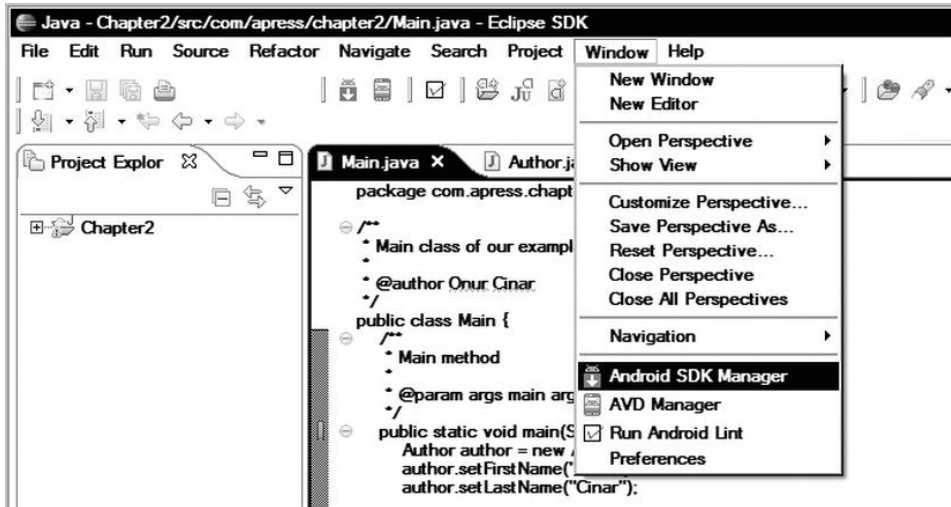 Java - Chapter2/src/com/apress/chapter2/Main.java - Eclipse SDK
File Edit Run Source Refactor Navigate Search Project Window Help
New Window
New Editor
Open Perspective
Show View
Customize Perspective...
Save Perspective As...
Reset Perspective...
Close Perspective
Close All Perspectives
Navigation
Android SDK Manager
AVD Manager
Run Android Lint
Preferences
Project Explor
Chapter2
Main.java
Author.ja
package com.apress.chapt
/**
* Main class of our exampl
*
* @author Onur Cinar
*/
public class Main {
/**
* Main method
*
* @param args main arg
*/
public static void main(S
Author author = new A
author.setFirstName("
author.setLastName("Cinar");